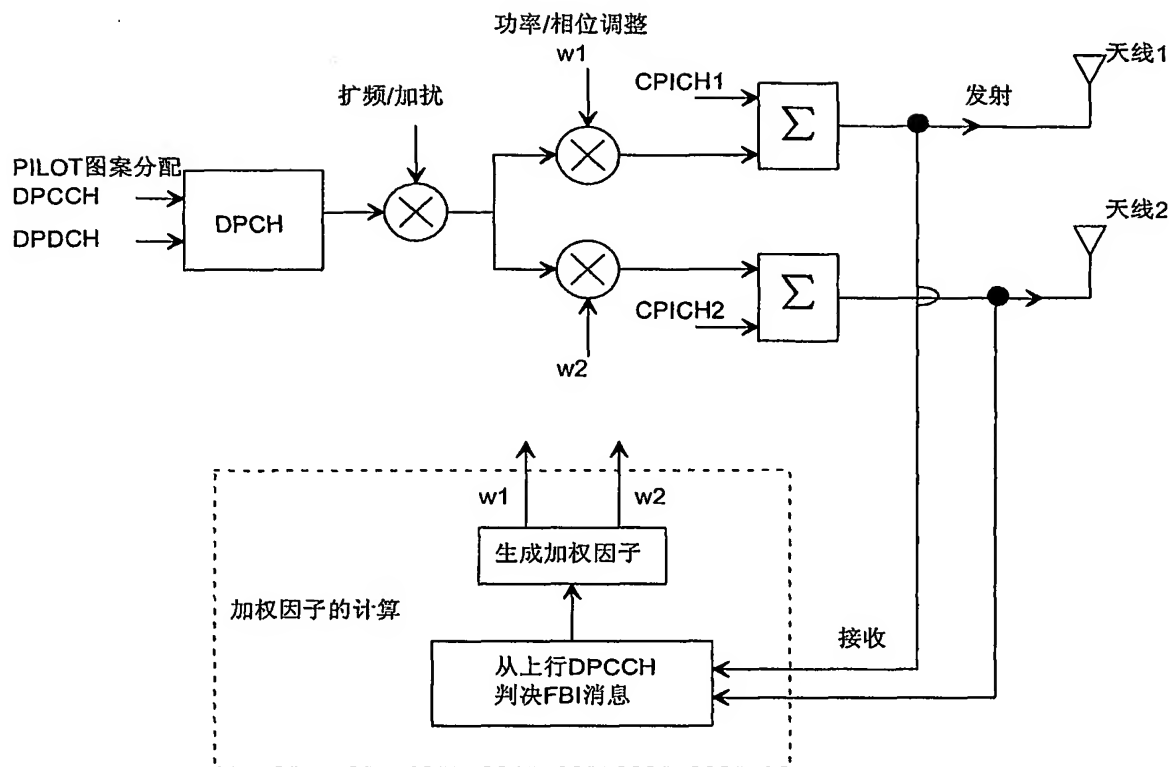 功率/相位调整
w1
天线1
CPICH1
Σ
发射
扩频/加扰
PILOT图案分配
DPCCH
DPDCH
DPCH
天线2
Σ
CPICH2
w2
w1
w2
生成加权因子
加权因子的计算
接收
从上行DPCCH
判决FBI消息